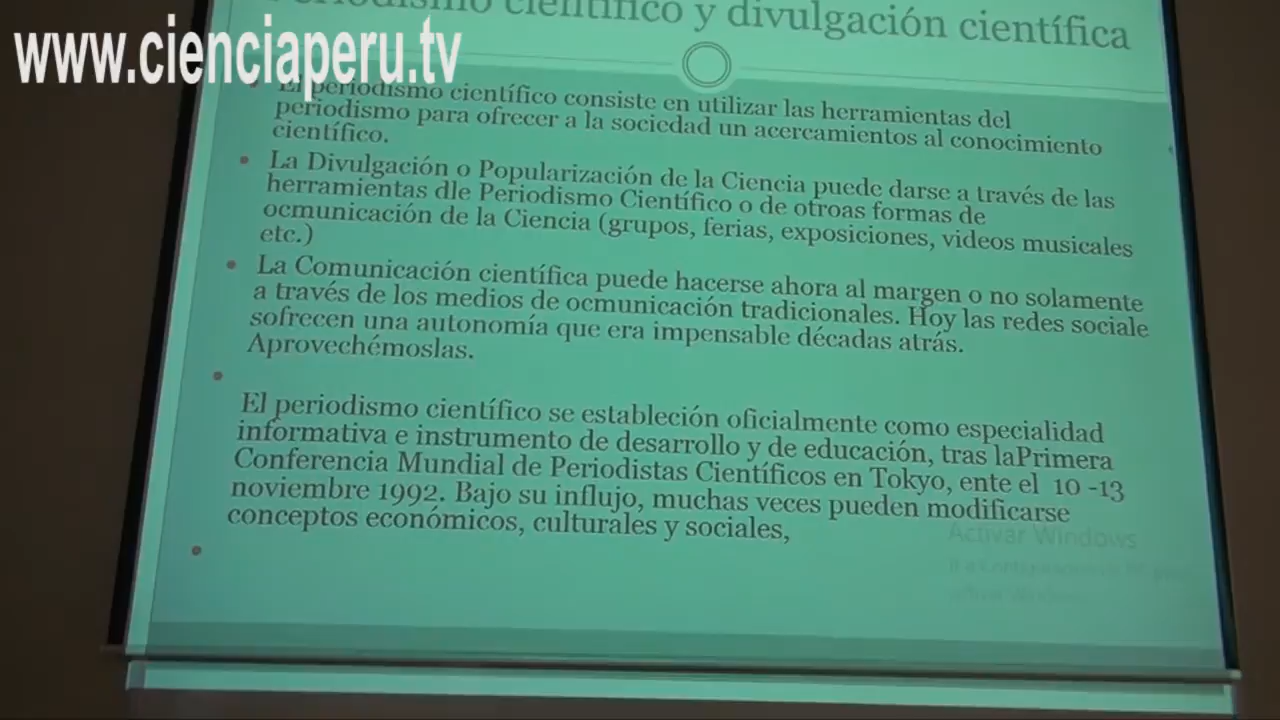 Periodismo científico y divulgación científica
www.cienciaperu.tv
El periodismo científico consiste en utilizar las herramientas del
periodismo para ofrecer a la sociedad un acercamientos al conocimiento
científico.
La Divulgación o Popularización de la Ciencia puede darse a través de las
herramientas dle Periodismo Científico o de otroas formas de
ocmunicación de la Ciencia (grupos, ferias, exposiciones, videos musicales
etc.)
La Comunicación científica puede hacerse ahora al margen o no solamente
a través de los medios de ocmunicación tradicionales. Hoy las redes sociale
sofrecen una autonomía que era impensable décadas atrás.
Aprovechémoslas.
El periodismo científico se estableción oficialmente como especialidad
informativa e instrumento de desarrollo y de educación, tras laPrimera
Conferencia Mundial de Periodistas Científicos en Tokyo, ente el 10 -13
noviembre 1992. Bajo su influjo, muchas veces pueden modificarse
conceptos económicos, culturales y sociales,
Activar Windows